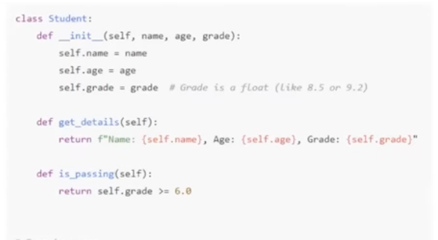 class Student:
    def __init__(self, name, age, grade):
        self.name = name
        self.age = age
        self.grade = grade  # Grade is a float (like 8.5 or 9.2)

    def get_details(self):
        return f"Name: {self.name}, Age: {self.age}, Grade: {self.grade}"

    def is_passing(self):
        return self.grade >= 6.0